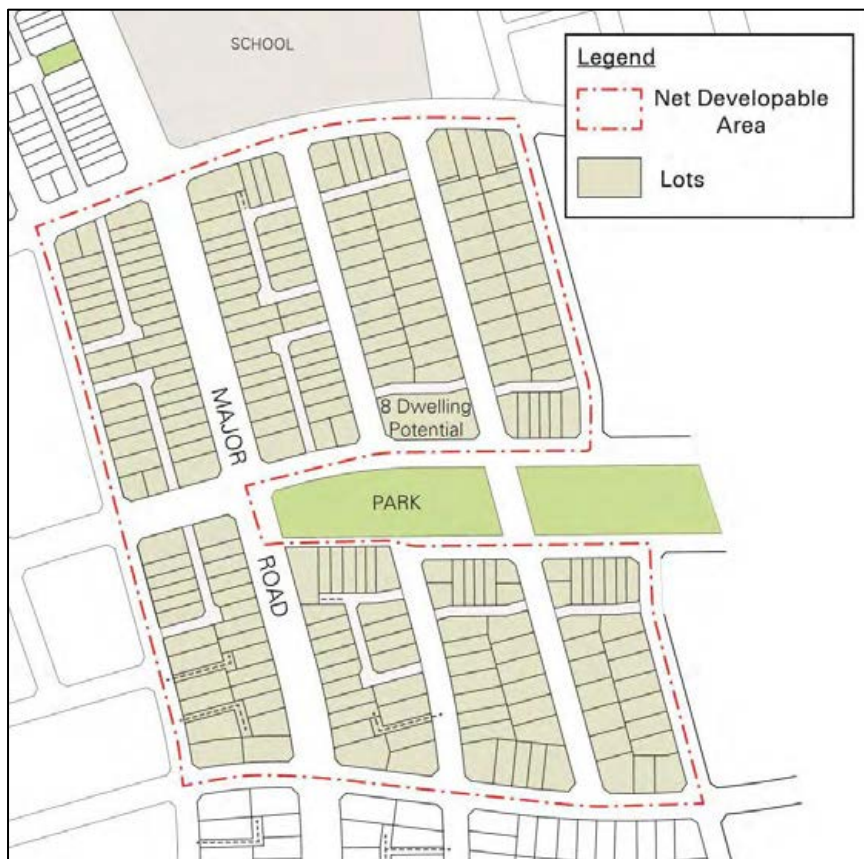 SCHOOL
Legend
Net Developable
Area
Lots
MAJOR
8 Dwelling
Potential
PARK
ROAD